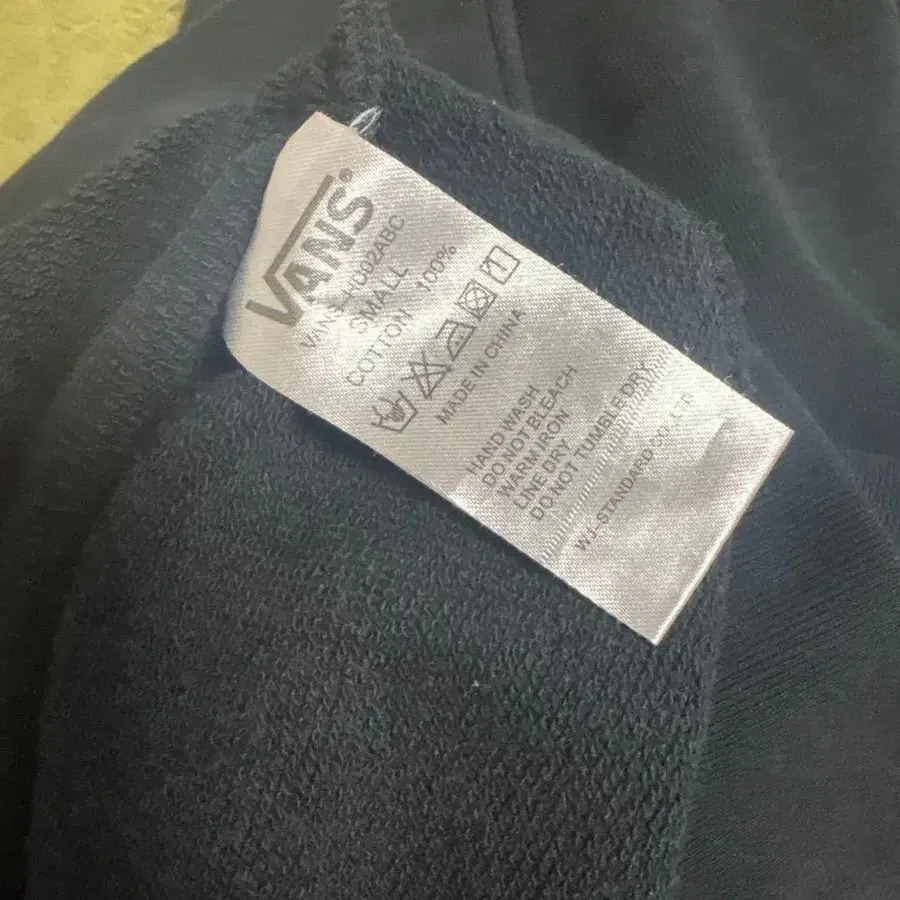 VANS®
VANS_HD02ABC
SMALL
COTTON 100%
MADE IN CHINA
HAND WASH
DO NOT BLEACH
WARM IRON
LINE DRY
DO NOT TUMBLE DRY
WJ-STANDARD CO.,LTD